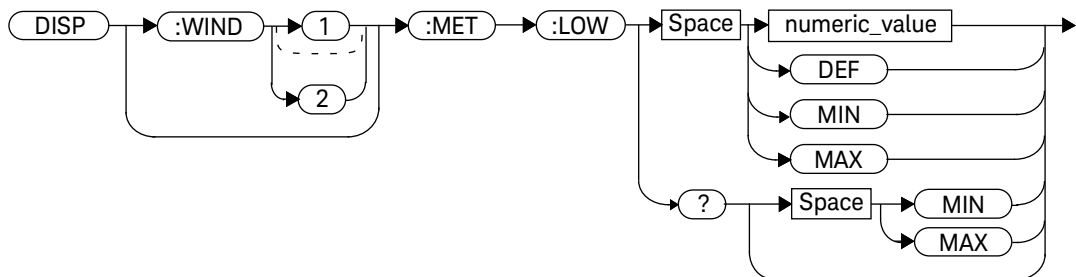 DISP :WIND 1 :MET :LOW Space numeric_value
2 DEF
MIN
MAX
? Space MIN
MAX